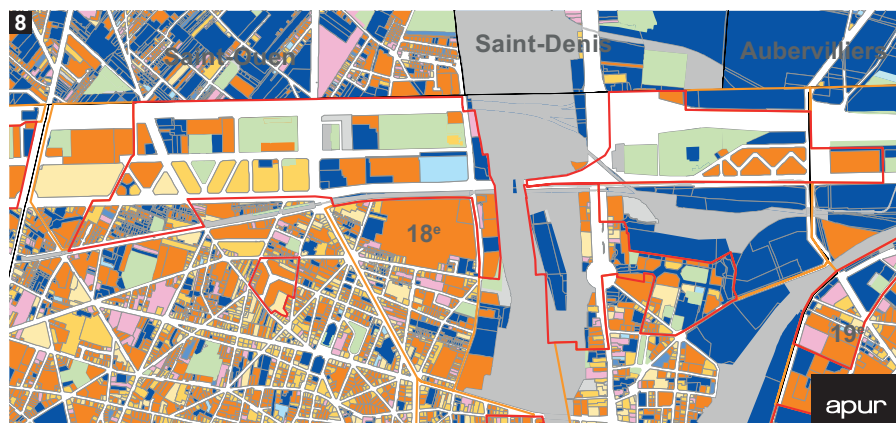 8
Saint-Ouen
Saint-Denis
Aubervilliers
18e
19e
apur